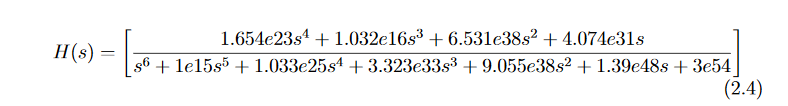 H(s) = [ (1.654e23s^4 + 1.032e16s^3 + 6.531e38s^2 + 4.074e31s) / (s^6 + 1e15s^5 + 1.033e25s^4 + 3.323e33s^3 + 9.055e38s^2 + 1.39e48s + 3e54) ]
(2.4)